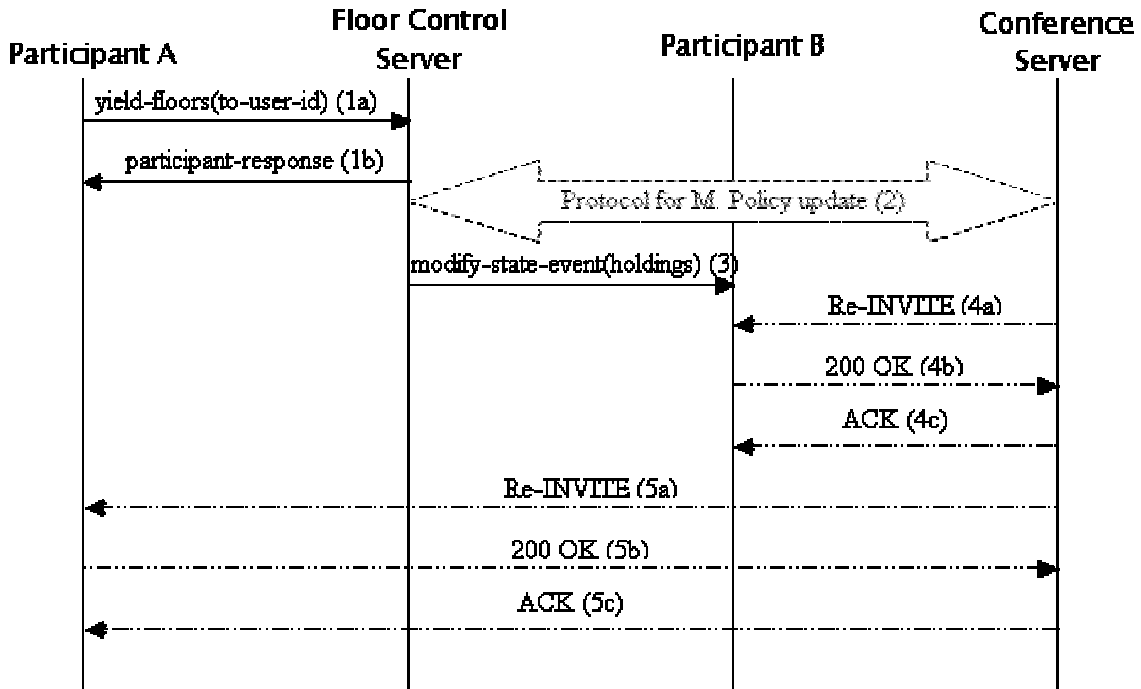 Participant A
Floor Control
Server
Participant B
Conference
Server
yield-floors(to-user-id) (1a)
participant-response (1b)
Protocol for M. Policy update (2)
modify-state-event(holdings) (3)
Re-INVITE (4a)
200 OK (4b)
ACK (4c)
Re-INVITE (5a)
200 OK (5b)
ACK (5c)